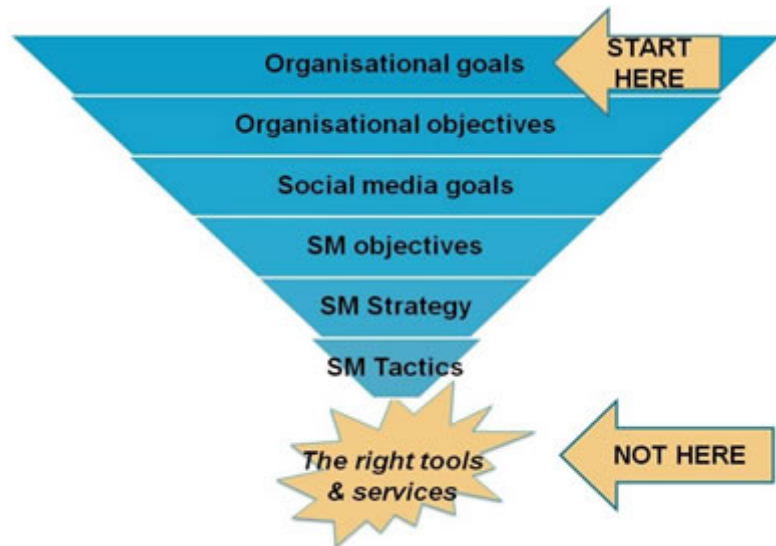 START
HERE
Organisational goals
Organisational objectives
Social media goals
SM objectives
SM Strategy
SM Tactics
The right tools
& services
NOT HERE